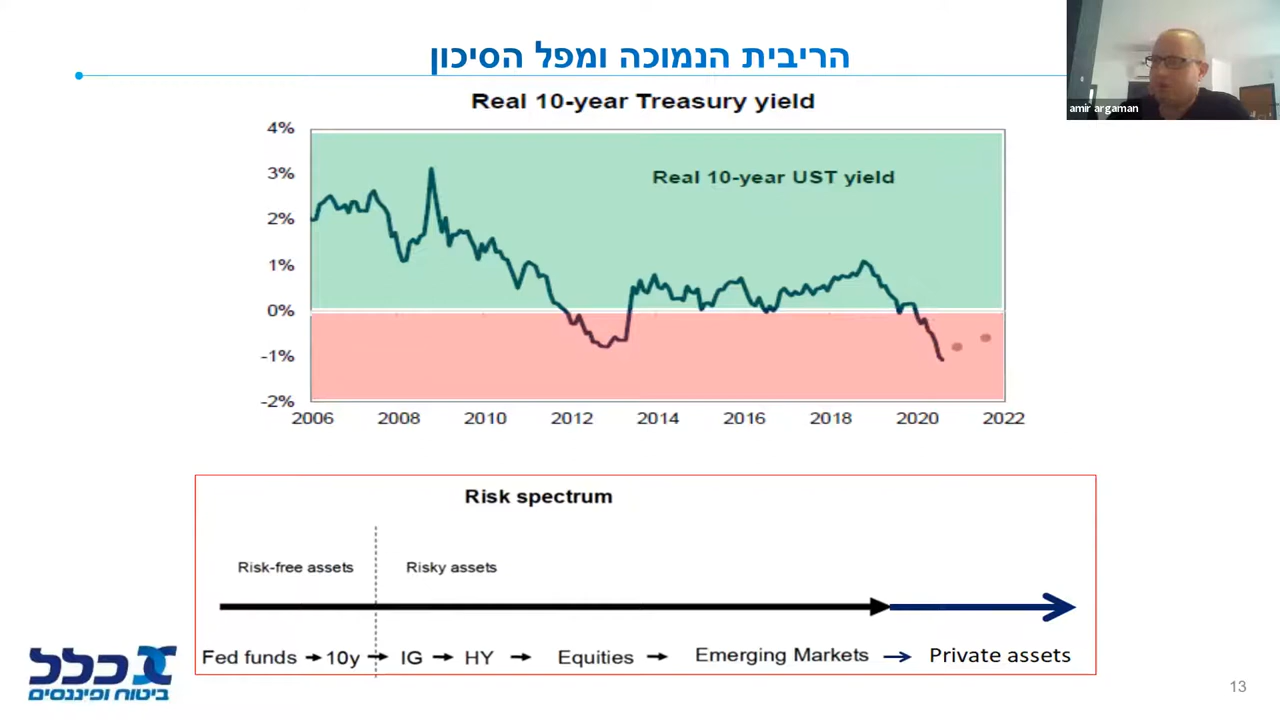 הריבית הנמוכה ומפל הסיכון
amir argaman
Real 10-year Treasury yield
4%
3%
2%
1%
0%
-1%
-2%
Real 10-year UST yield
2006 2008 2010 2012 2014 2016 2018 2020 2022
Risk spectrum
Risk-free assets Risky assets
Fed funds → 10y → IG → HY → Equities → Emerging Markets → Private assets
כלל
ביטוח ופיננסים
13